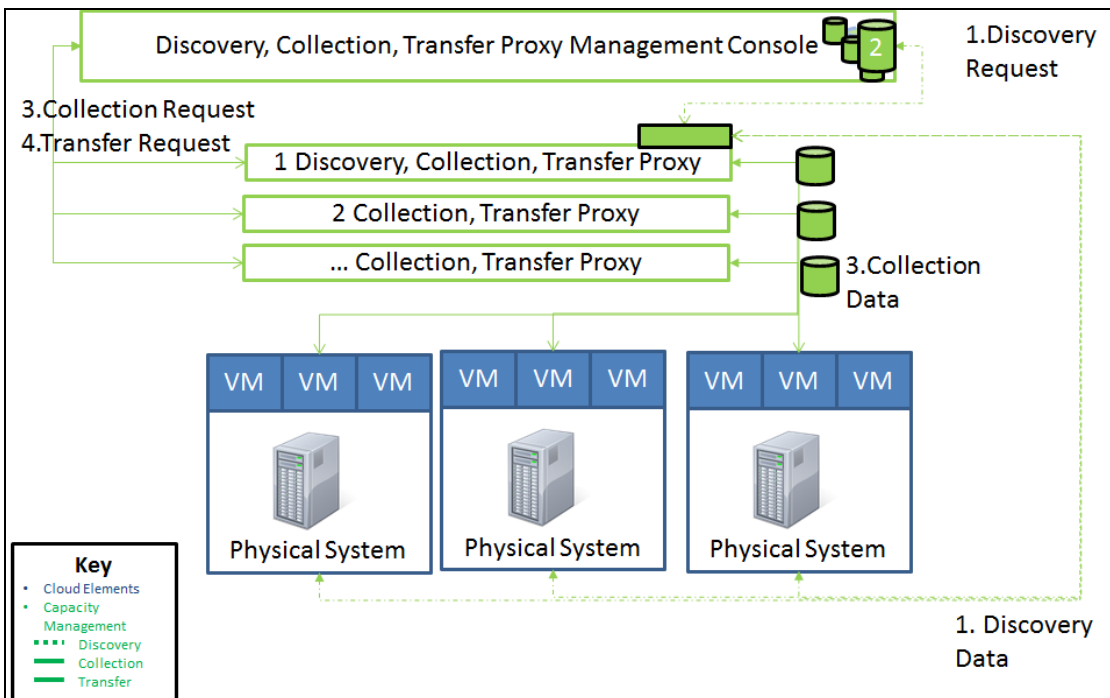 Discovery, Collection, Transfer Proxy Management Console
2
1.Discovery
Request
3.Collection Request
4.Transfer Request
1 Discovery, Collection, Transfer Proxy
2 Collection, Transfer Proxy
... Collection, Transfer Proxy
3.Collection
Data
VM VM VM
VM VM VM
VM VM VM
Physical System
Physical System
Physical System
Key
• Cloud Elements
• Capacity
Management
Discovery
Collection
Transfer
1. Discovery
Data